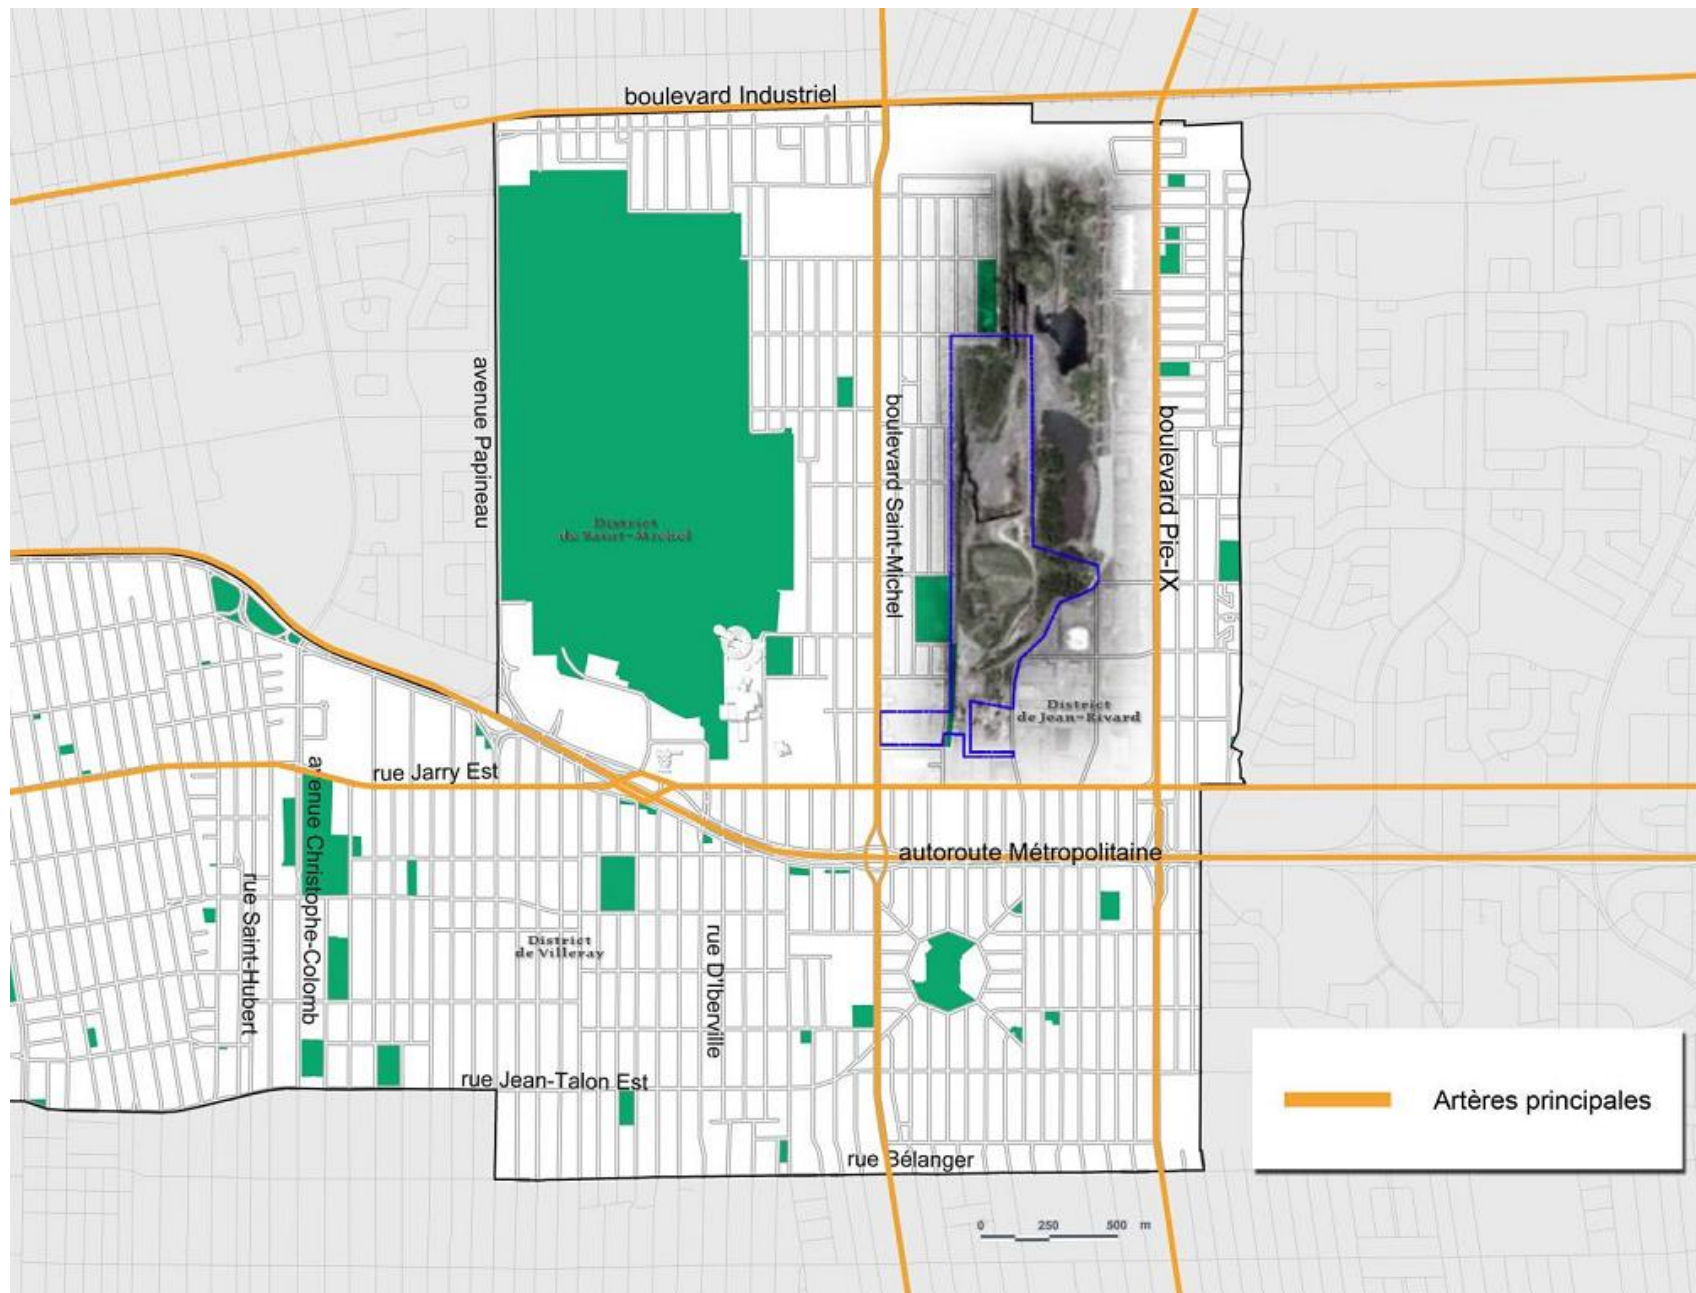 boulevard Industriel
avenue Papineau
boulevard Saint-Michel
boulevard Pie-IX
District
de Saint-Michel
District
de Jean-Rivard
rue Jarry Est
avenue Christophe-Colomb
autoroute Métropolitaine
rue Saint-Hubert
District
de Villeray
rue D'Iberville
rue Jean-Talon Est
Artères principales
rue Bélanger
0 250 500 m